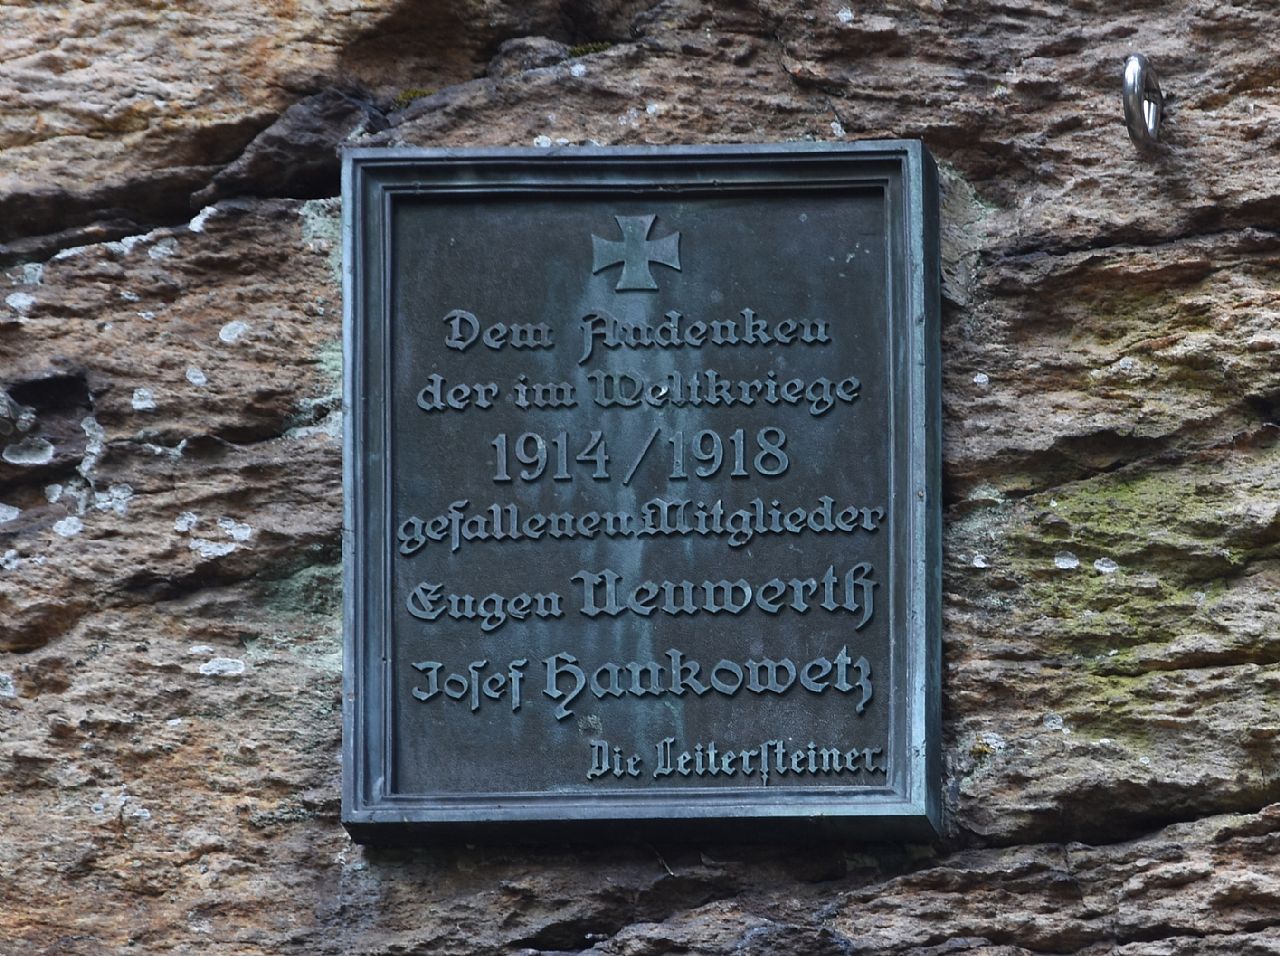 Dem Andenken
der im Weltkriege
1914/1918
gefallenen Mitglieder
Eugen Neuwerth
Josef Hankowetz
Die Leitersteiner.